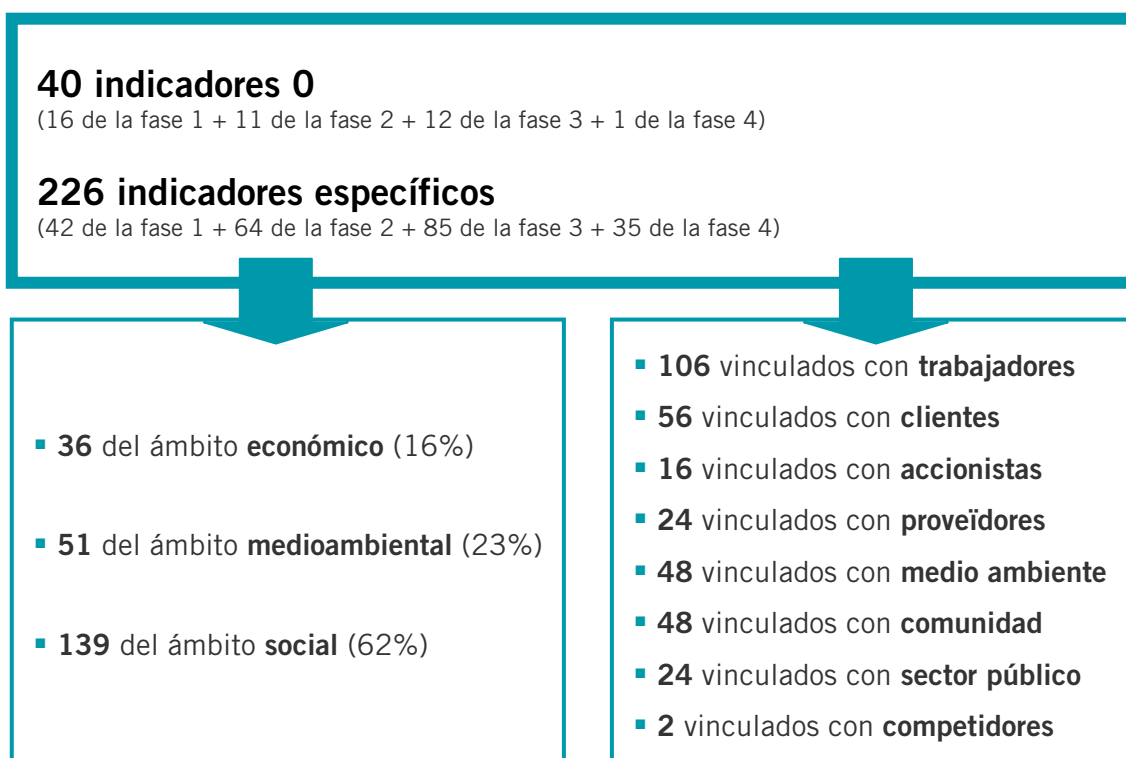 40 indicadores 0
(16 de la fase 1 + 11 de la fase 2 + 12 de la fase 3 + 1 de la fase 4)
226 indicadores específicos
(42 de la fase 1 + 64 de la fase 2 + 85 de la fase 3 + 35 de la fase 4)
▪ 36 del ámbito económico (16%)
▪ 51 del ámbito medioambiental (23%)
▪ 139 del ámbito social (62%)
▪ 106 vinculados con trabajadores
▪ 56 vinculados con clientes
▪ 16 vinculados con accionistas
▪ 24 vinculados con proveïdores
▪ 48 vinculados con medio ambiente
▪ 48 vinculados con comunidad
▪ 24 vinculados con sector público
▪ 2 vinculados con competidores